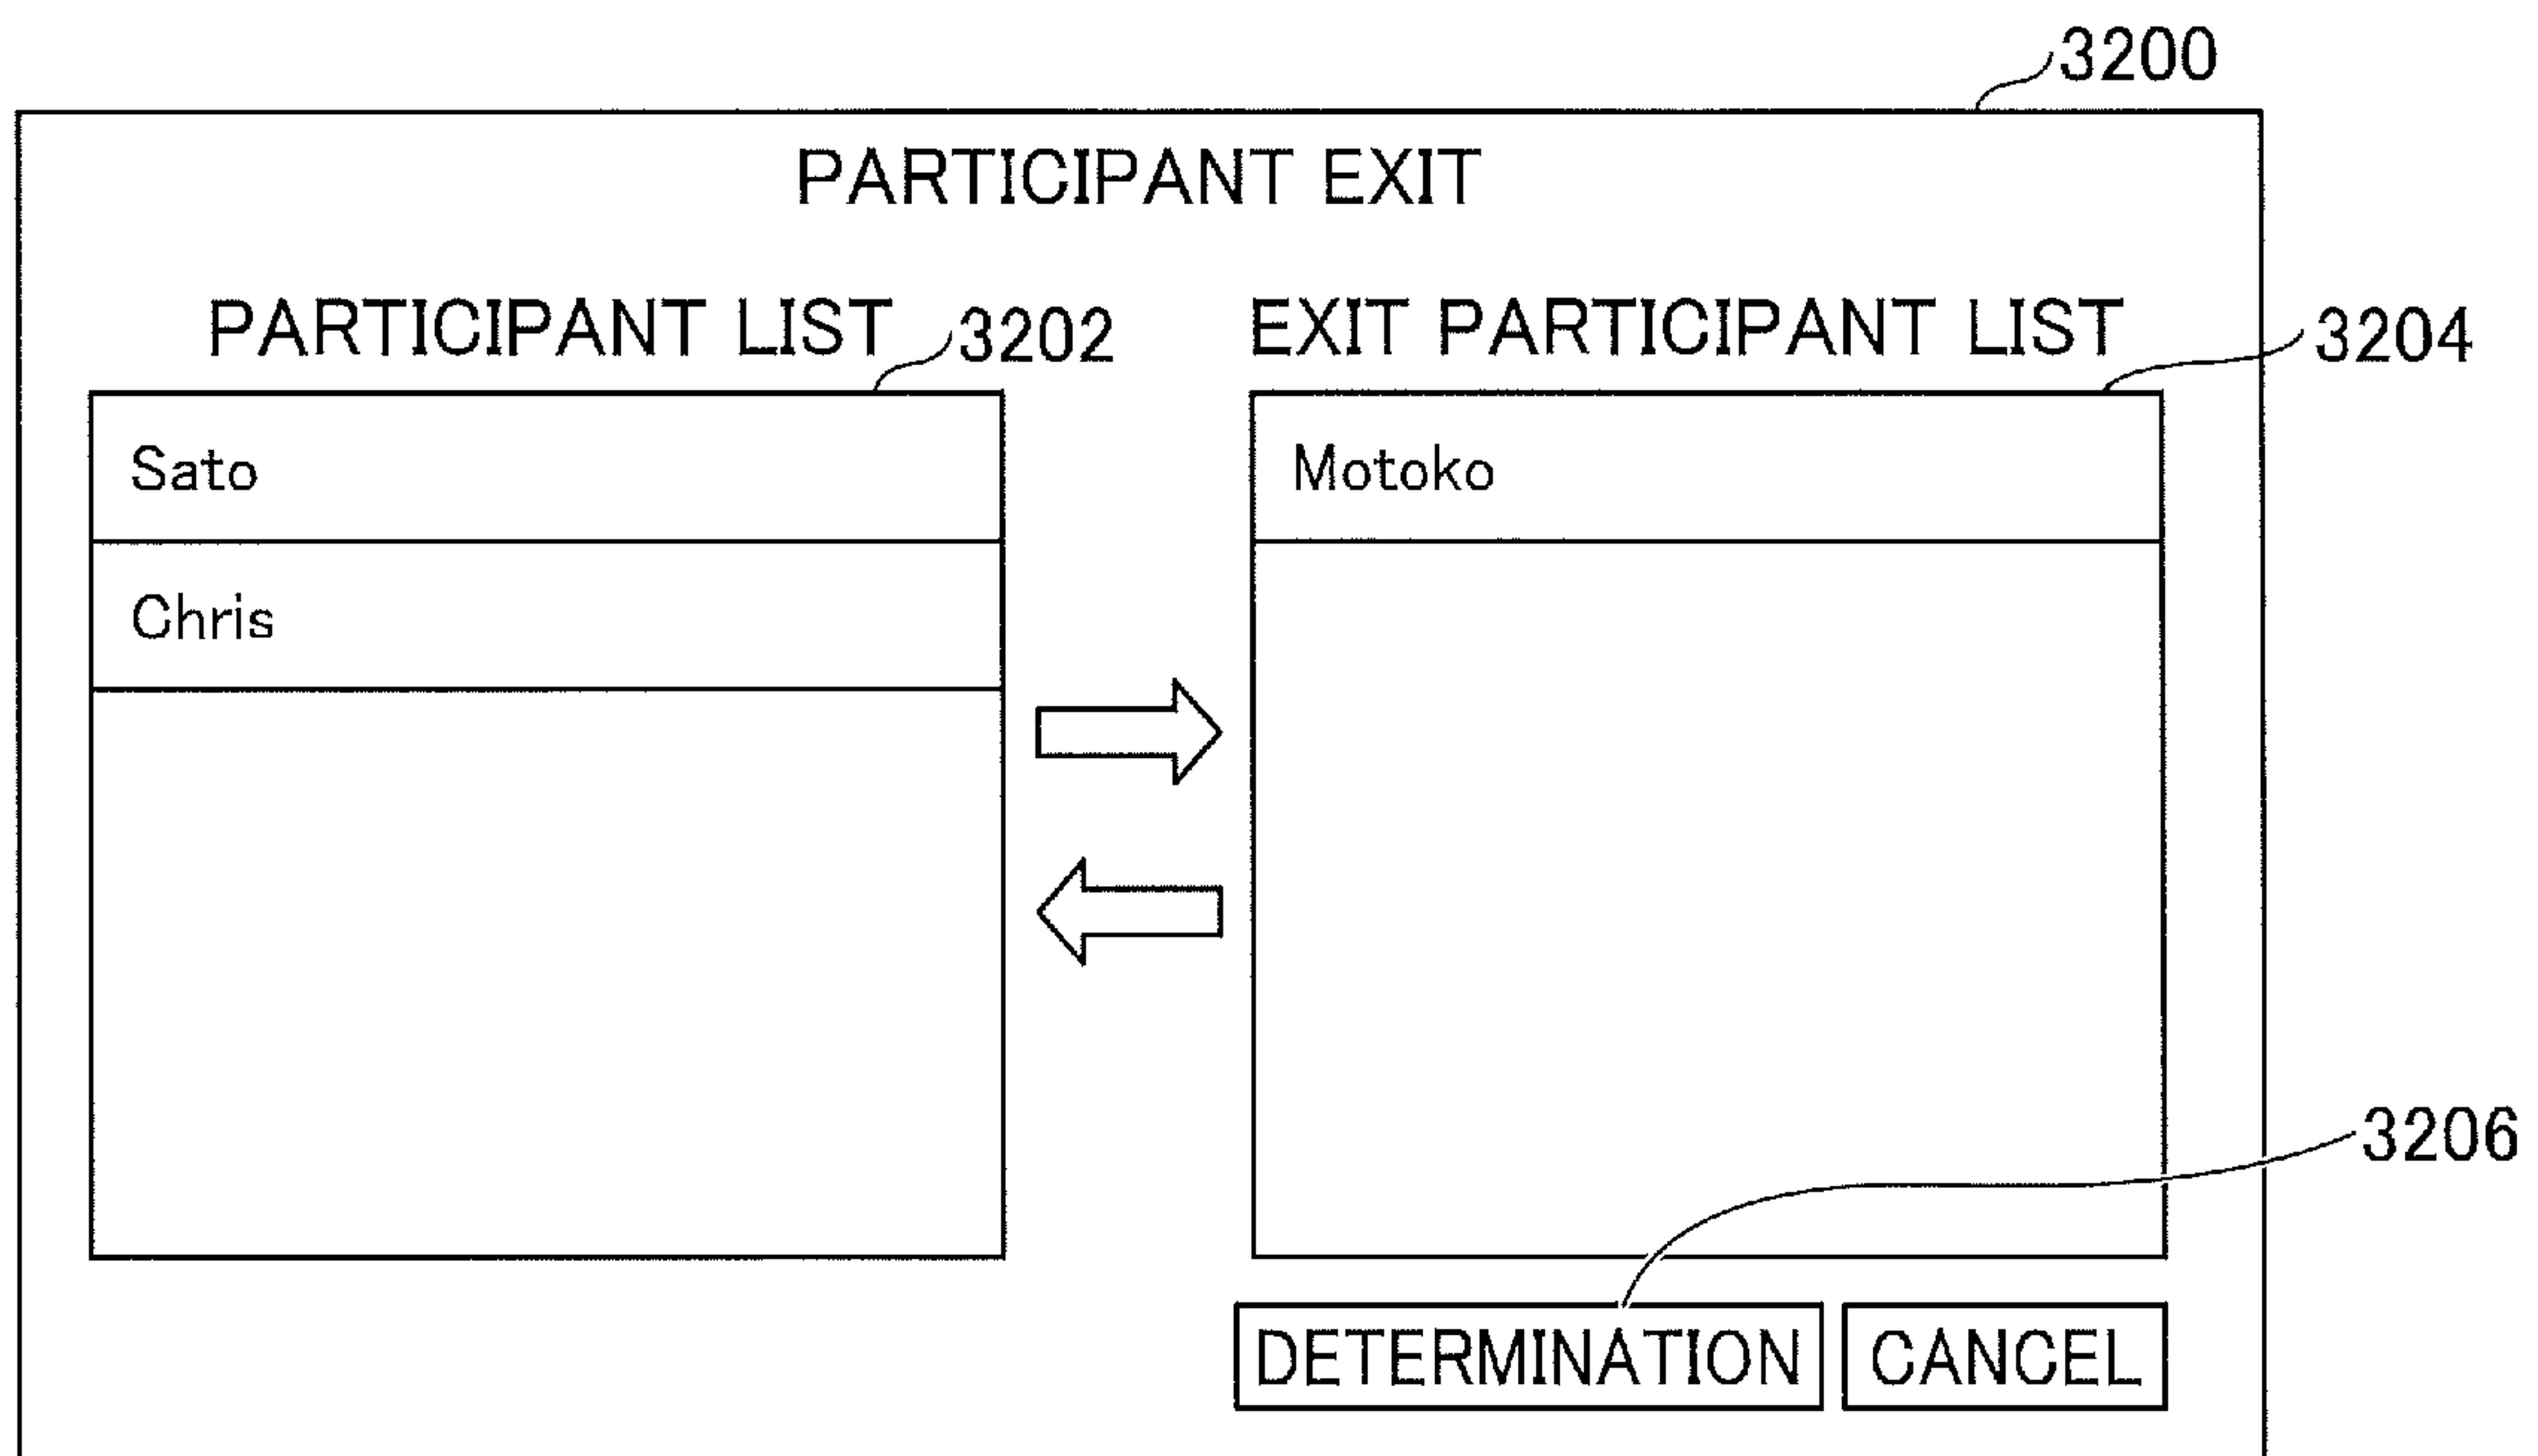 3200
PARTICIPANT EXIT
PARTICIPANT LIST 3202
EXIT PARTICIPANT LIST 3204
Sato
Chris
Motoko
3206
DETERMINATION
CANCEL